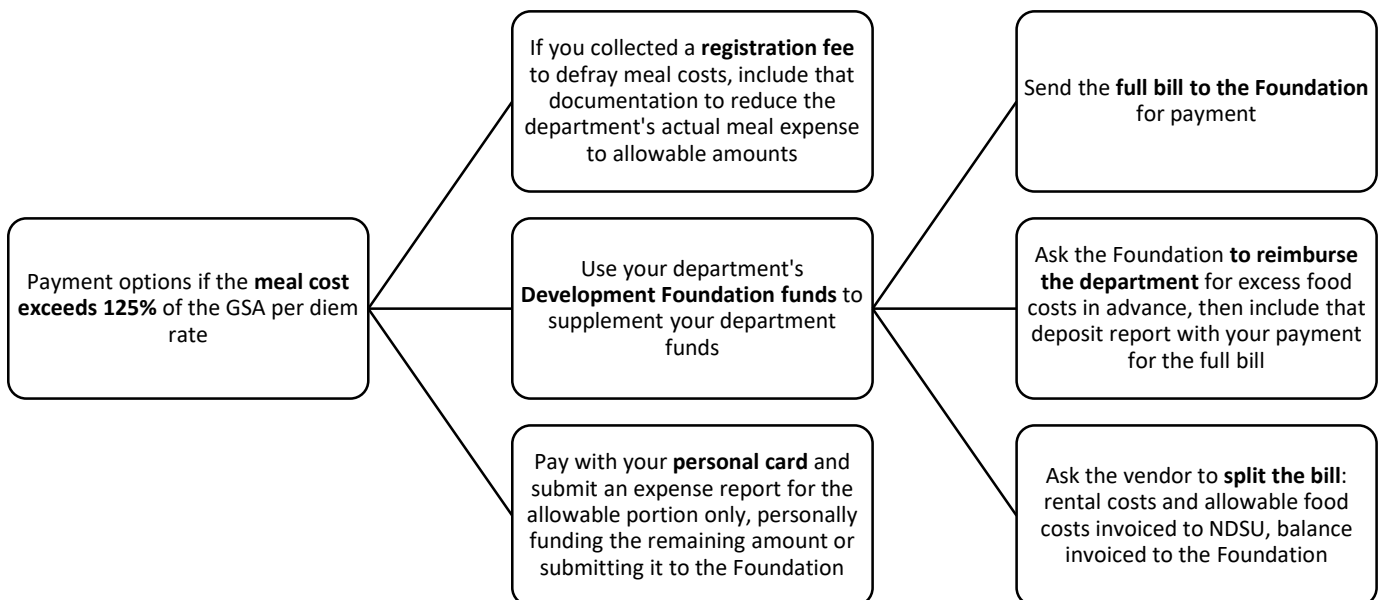 Payment options if the meal cost
exceeds 125% of the GSA per diem
rate
If you collected a registration fee
to defray meal costs, include that
documentation to reduce the
department's actual meal expense
to allowable amounts
Use your department's
Development Foundation funds to
supplement your department
funds
Pay with your personal card and
submit an expense report for the
allowable portion only, personally
funding the remaining amount or
submitting it to the Foundation
Send the full bill to the Foundation
for payment
Ask the Foundation to reimburse
the department for excess food
costs in advance, then include that
deposit report with your payment
for the full bill
Ask the vendor to split the bill:
rental costs and allowable food
costs invoiced to NDSU, balance
invoiced to the Foundation